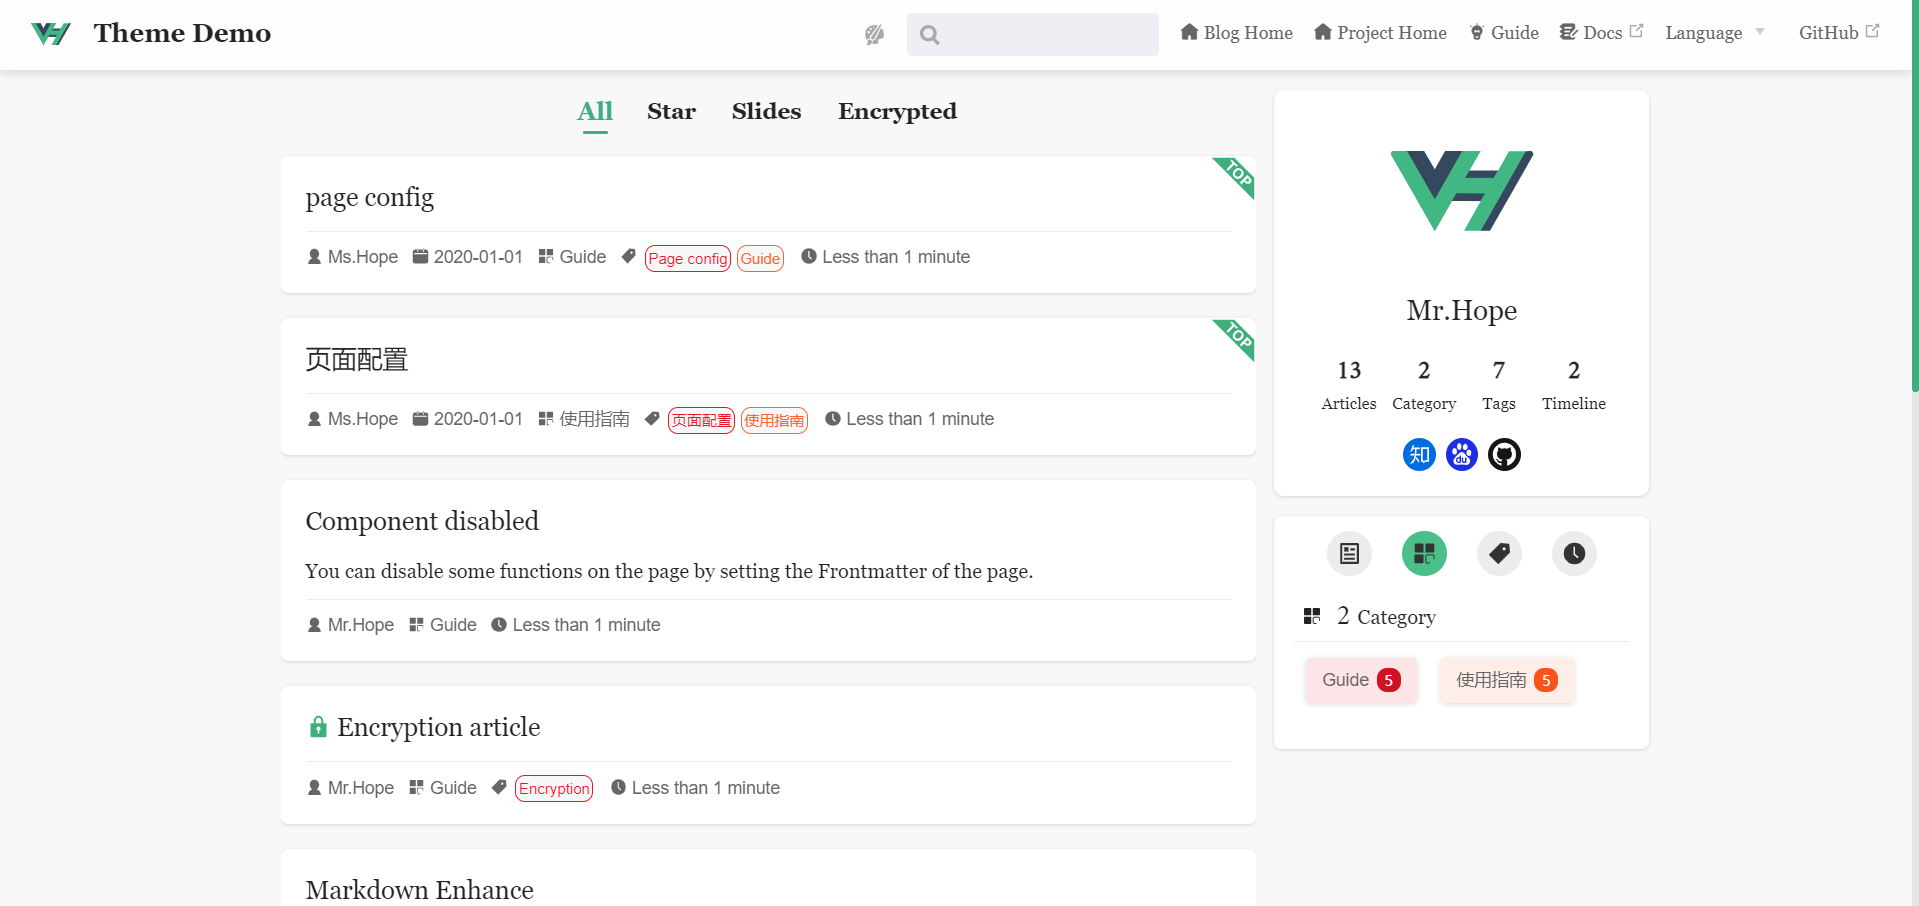 Theme Demo
Blog Home Project Home Guide Docs Language GitHub
All Star Slides Encrypted
TOP
page config
Ms.Hope 2020-01-01 Guide Page config Guide Less than 1 minute
TOP
页面配置
Ms.Hope 2020-01-01 使用指南 页面配置 使用指南 Less than 1 minute
Component disabled
You can disable some functions on the page by setting the Frontmatter of the page.
Mr.Hope Guide Less than 1 minute
Encryption article
Mr.Hope Guide Encryption Less than 1 minute
Markdown Enhance
Mr.Hope
13 2 7 2
Articles Category Tags Timeline
知 du
2 Category
Guide 5 使用指南 5